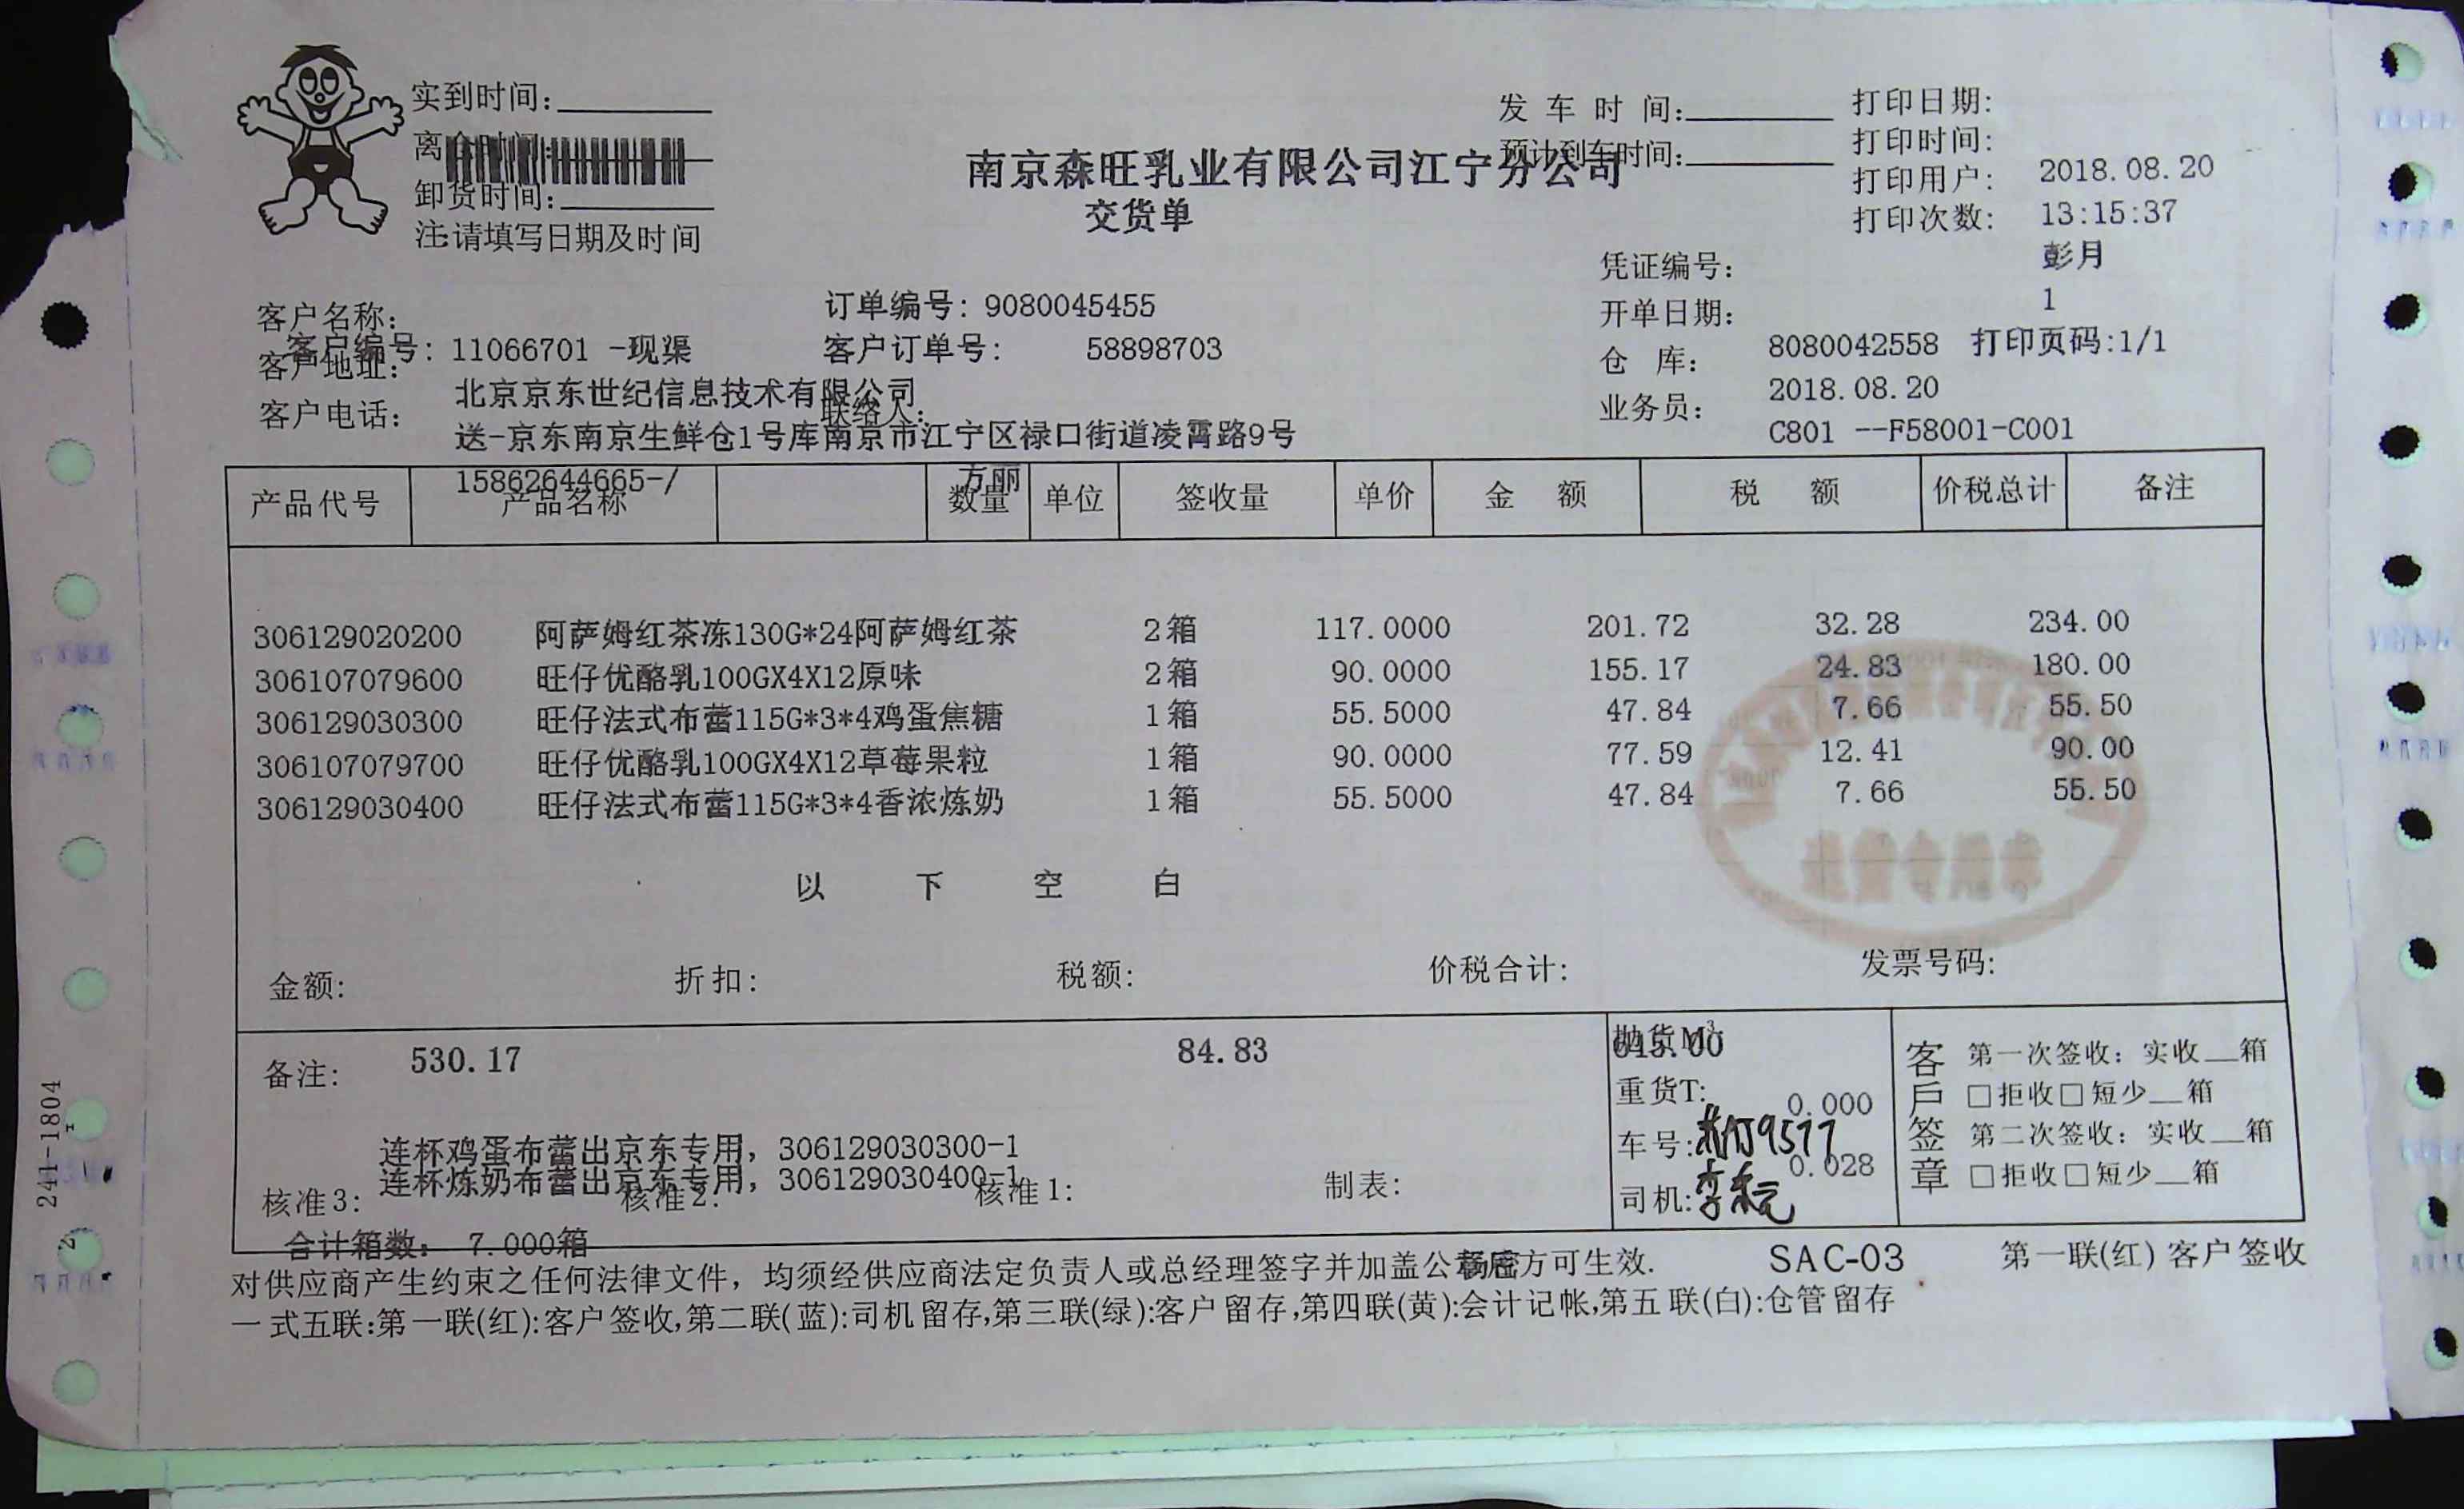 实到时间:
发 车 时 间:
打印日期:
离
预计到车时间:
打印时间:
南京森旺乳业有限公司江宁分公司
打印用户: 2018.08.20
卸货时间:
交货单
打印次数: 13:15:37
注:请填写日期及时间
彭月
凭证编号:
1
客户名称:
订单编号: 9080045455
开单日期:
客户编号: 11066701 -现渠
客户订单号: 58898703
8080042558 打印页码:1/1
客户地址:
仓 库:
北京京东世纪信息技术有限公司
2018.08.20
客户电话:
联络人:
业务员:
送-京东南京生鲜仓1号库南京市江宁区禄口街道凌霄路9号
C801 --F58001-C001
15862644665-/ 方丽
产品代号 产品名称 数量 单位 签收量 单价 金 额 税 额 价税总计 备注
306129020200 阿萨姆红茶冻130G*24阿萨姆红茶 2箱 117.0000 201.72 32.28 234.00
306107079600 旺仔优酪乳100GX4X12原味 2箱 90.0000 155.17 24.83 180.00
306129030300 旺仔法式布蕾115G*3*4鸡蛋焦糖 1箱 55.5000 47.84 7.66 55.50
306107079700 旺仔优酪乳100GX4X12草莓果粒 1箱 90.0000 77.59 12.41 90.00
306129030400 旺仔法式布蕾115G*3*4香浓炼奶 1箱 55.5000 47.84 7.66 55.50
以 下 空 白
金额: 折扣: 税额: 价税合计: 发票号码:
备注: 530.17 84.83 615.00
抛货M³
重货T: 0.000
车号: 9577
0.028
司机:
客户签章
第一次签收: 实收__箱
□拒收□短少__箱
第二次签收: 实收__箱
□拒收□短少__箱
连杯鸡蛋布蕾出京东专用, 306129030300-1
连杯炼奶布蕾出京东专用, 306129030400-1
核准3: 核准2: 核准1: 制表:
合计箱数: 7.000箱
对供应商产生约束之任何法律文件, 均须经供应商法定负责人或总经理签字并加盖公章后方可生效.
SAC-03 第一联(红) 客户签收
一式五联:第一联(红):客户签收,第二联(蓝):司机留存,第三联(绿):客户留存,第四联(黄):会计记帐,第五联(白):仓管留存
241-1804